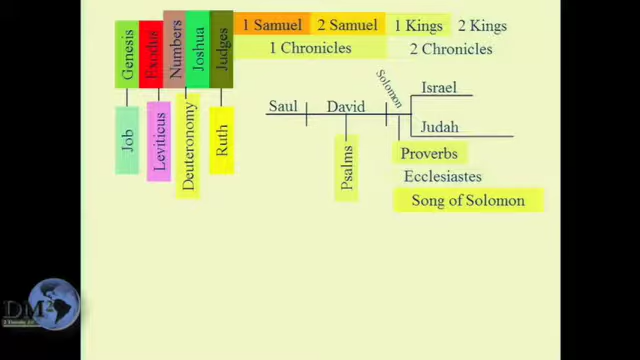 1 Samuel 2 Samuel 1 Kings 2 Kings
1 Chronicles 2 Chronicles
Genesis
Exodus
Numbers
Joshua
Judges
Job
Leviticus
Deuteronomy
Ruth
Saul David Solomon Israel
Judah
Psalms
Proverbs
Ecclesiastes
Song of Solomon
DM2